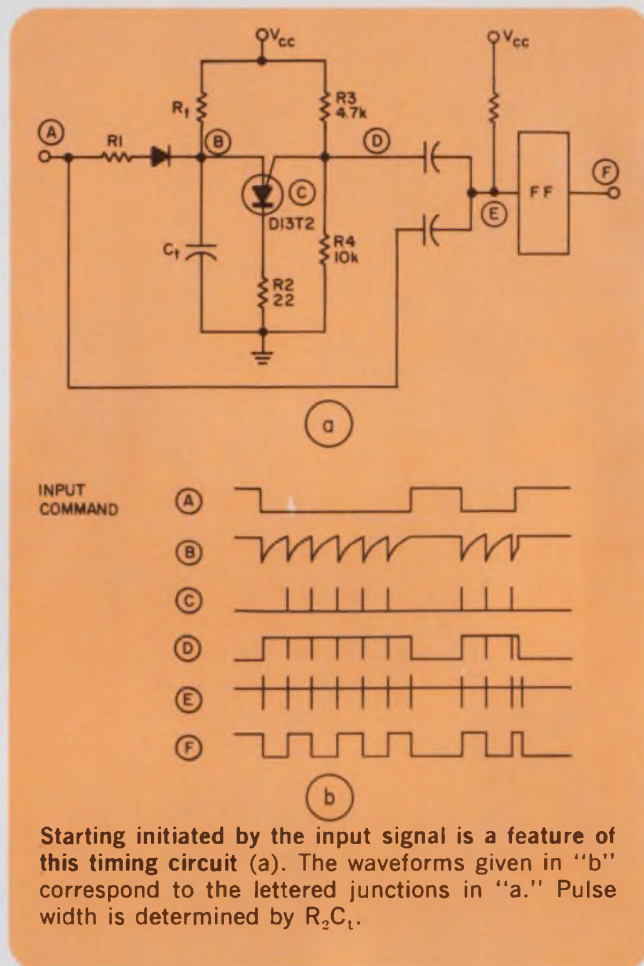 V_cc
V_cc
R_t
R3
4.7k
A
R1
B
D
C
D13T2
E
F F
F
C_t
R4
10k
R2
22
a
INPUT
COMMAND
A
B
C
D
E
F
b
Starting initiated by the input signal is a feature of
this timing circuit (a). The waveforms given in "b"
correspond to the lettered junctions in "a." Pulse
width is determined by R₂C_t.